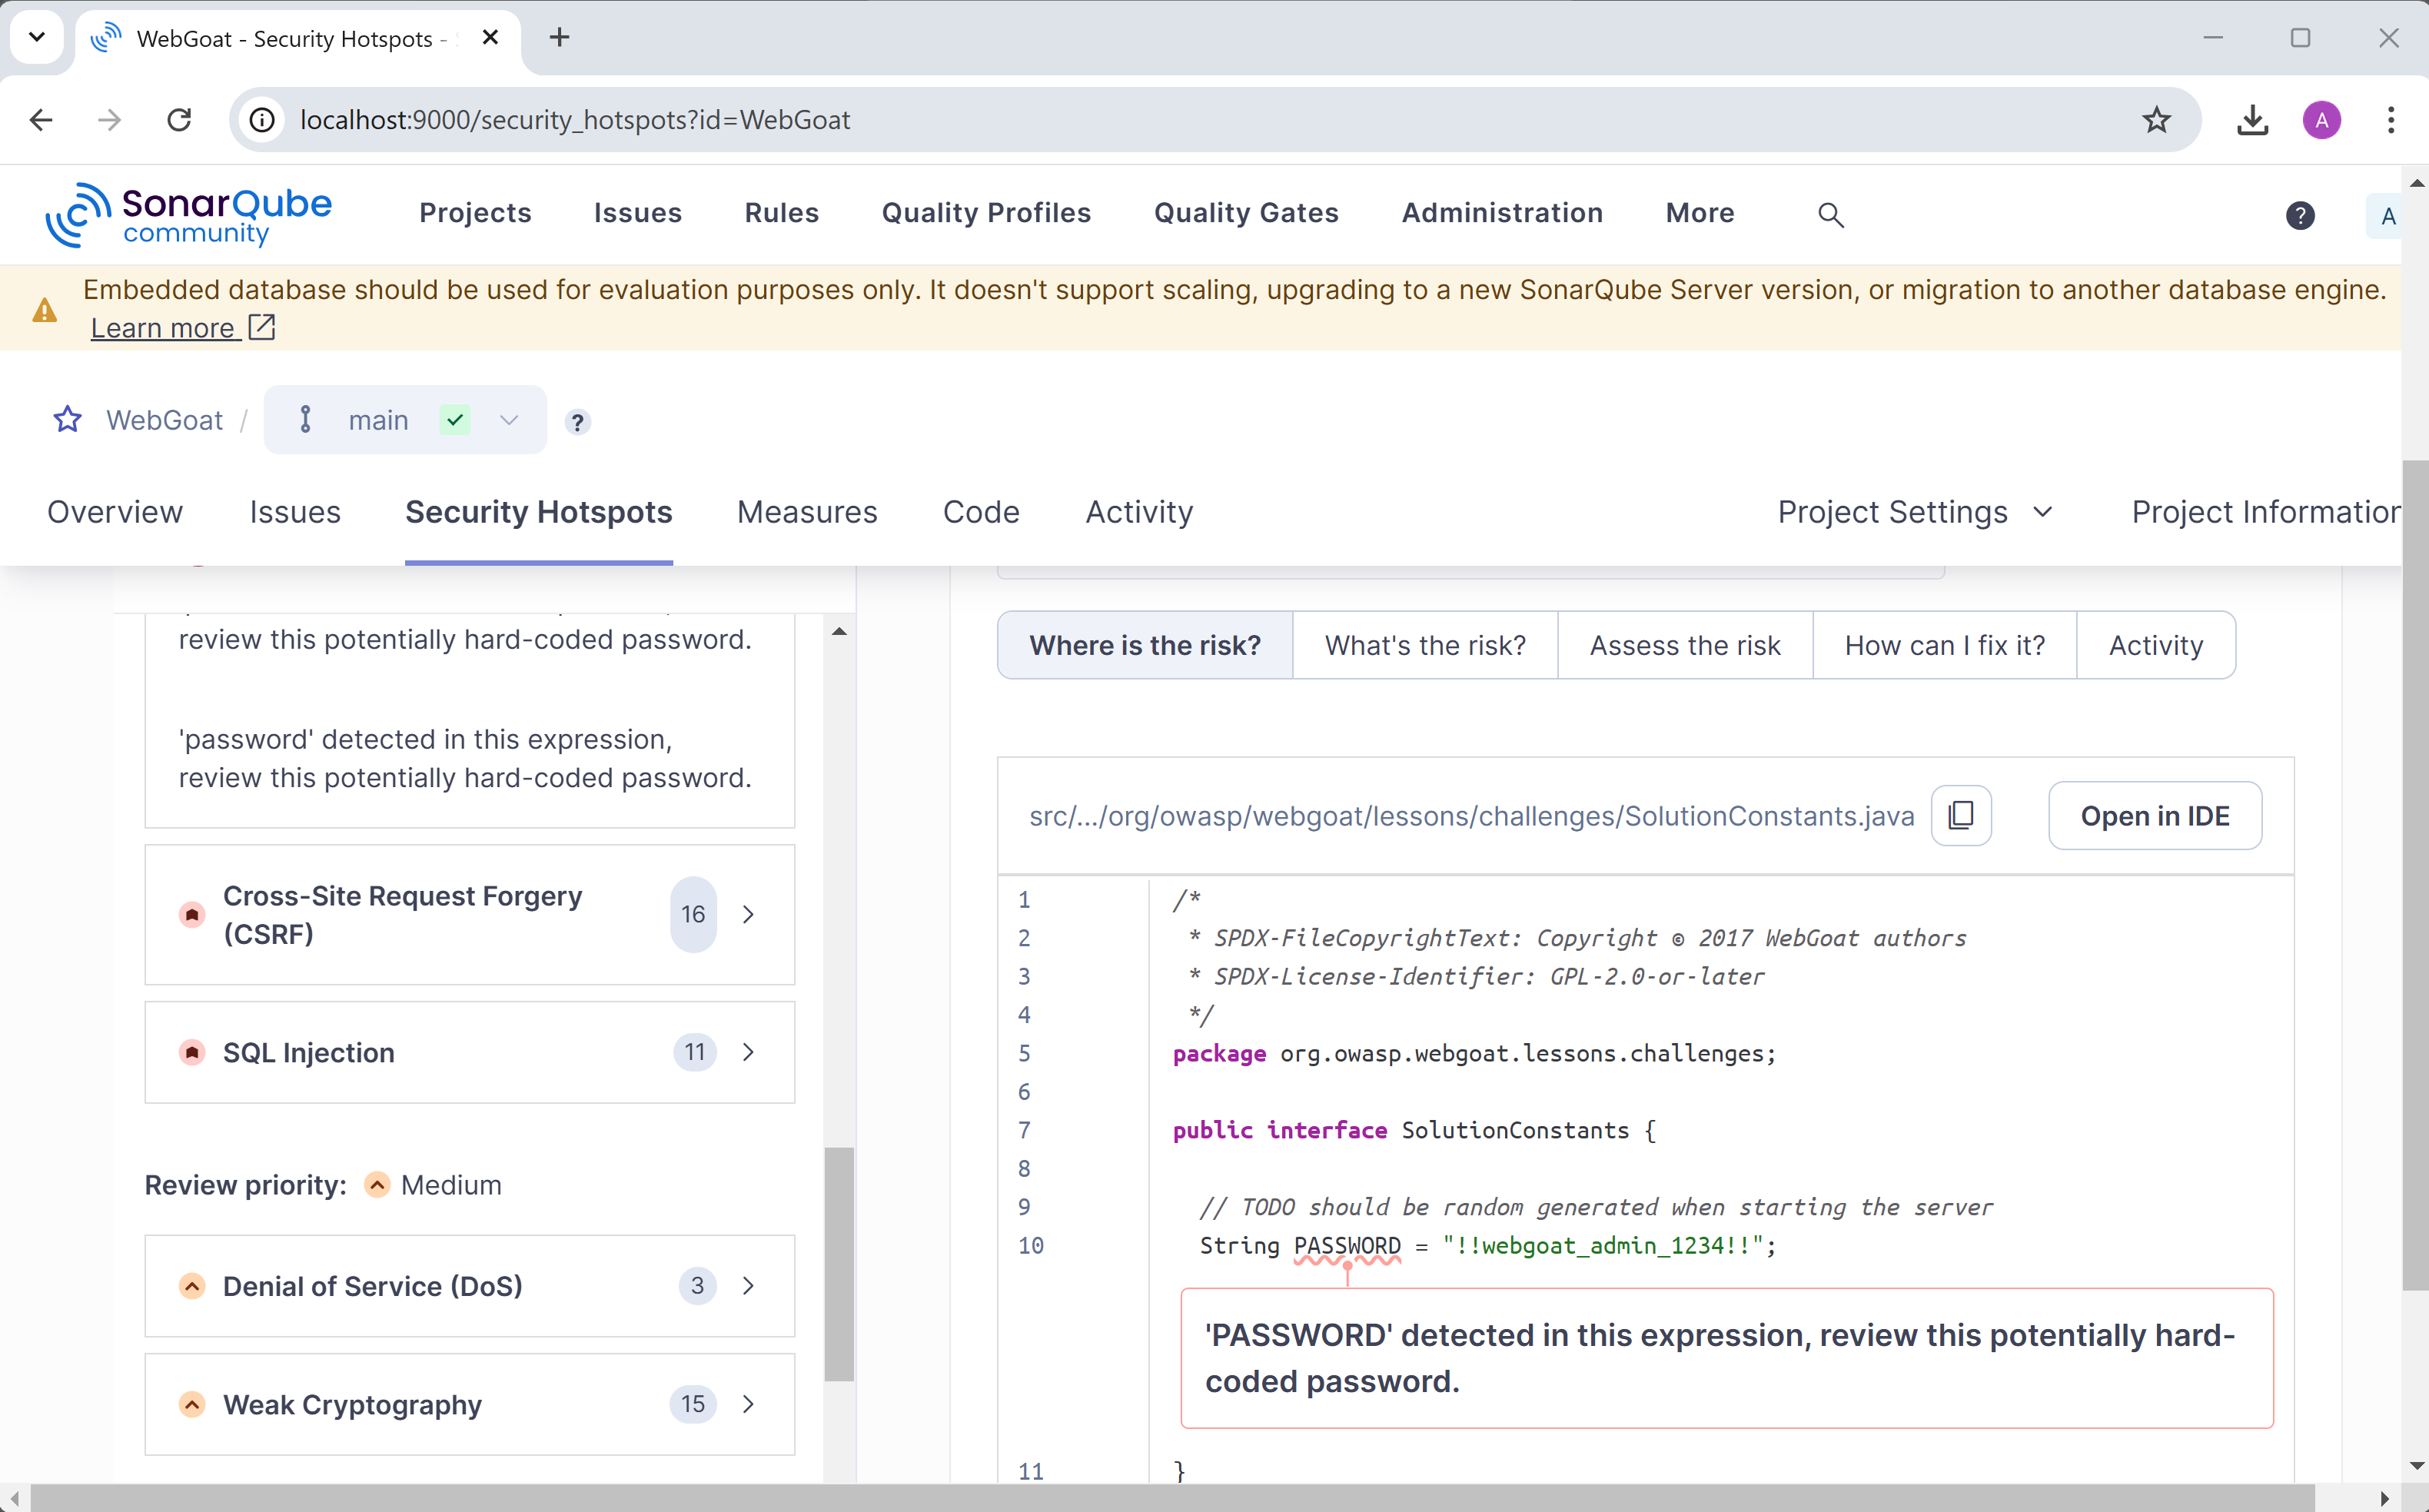 WebGoat - Security Hotspots -
localhost:9000/security_hotspots?id=WebGoat
A
SonarQube
community
Projects
Issues
Rules
Quality Profiles
Quality Gates
Administration
More
?
A
Embedded database should be used for evaluation purposes only. It doesn't support scaling, upgrading to a new SonarQube Server version, or migration to another database engine.
Learn more
WebGoat / main
?
Overview
Issues
Security Hotspots
Measures
Code
Activity
Project Settings
Project Information
review this potentially hard-coded password.
'password' detected in this expression,
review this potentially hard-coded password.
Cross-Site Request Forgery
(CSRF)
16
SQL Injection
11
Review priority: Medium
Denial of Service (DoS)
3
Weak Cryptography
15
Where is the risk?
What's the risk?
Assess the risk
How can I fix it?
Activity
src/.../org/owasp/webgoat/lessons/challenges/SolutionConstants.java
Open in IDE
1 /*
2 * SPDX-FileCopyrightText: Copyright © 2017 WebGoat authors
3 * SPDX-License-Identifier: GPL-2.0-or-later
4 */
5 package org.owasp.webgoat.lessons.challenges;
6
7 public interface SolutionConstants {
8
9 // TODO should be random generated when starting the server
10 String PASSWORD = "!!webgoat_admin_1234!!";
'PASSWORD' detected in this expression, review this potentially hard-
coded password.
11 }